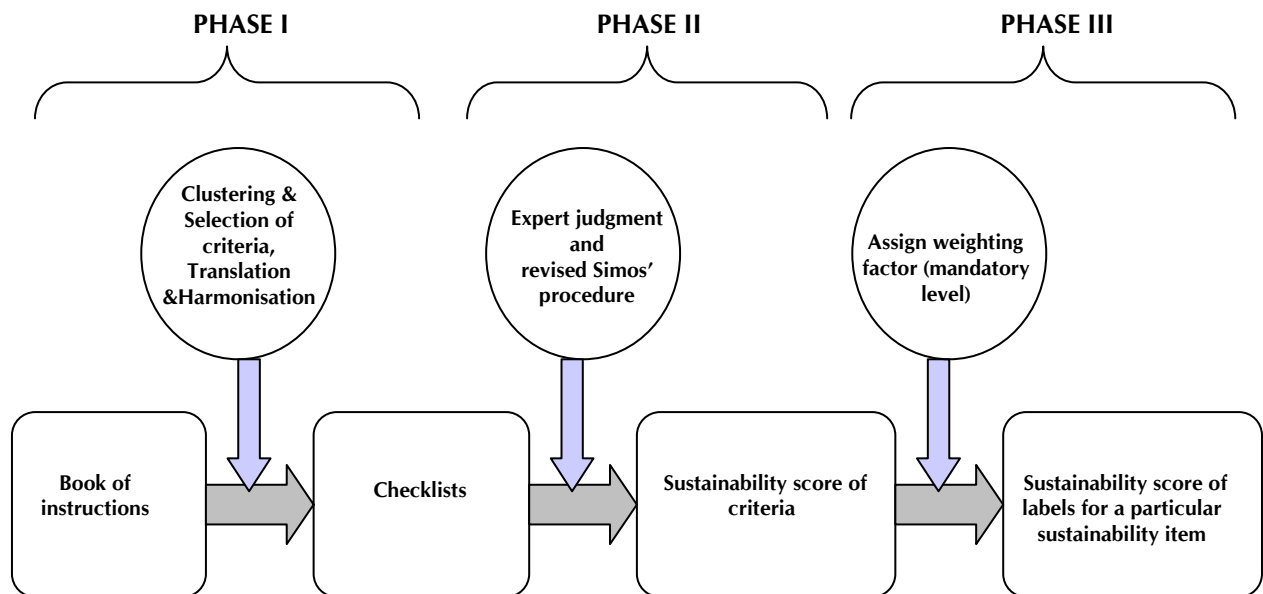 PHASE I
PHASE II
PHASE III
Clustering &
Selection of
criteria,
Translation
&Harmonisation
Expert judgment
and
revised Simos'
procedure
Assign weighting
factor (mandatory
level)
Book of
instructions
Checklists
Sustainability score of
criteria
Sustainability score of
labels for a particular
sustainability item